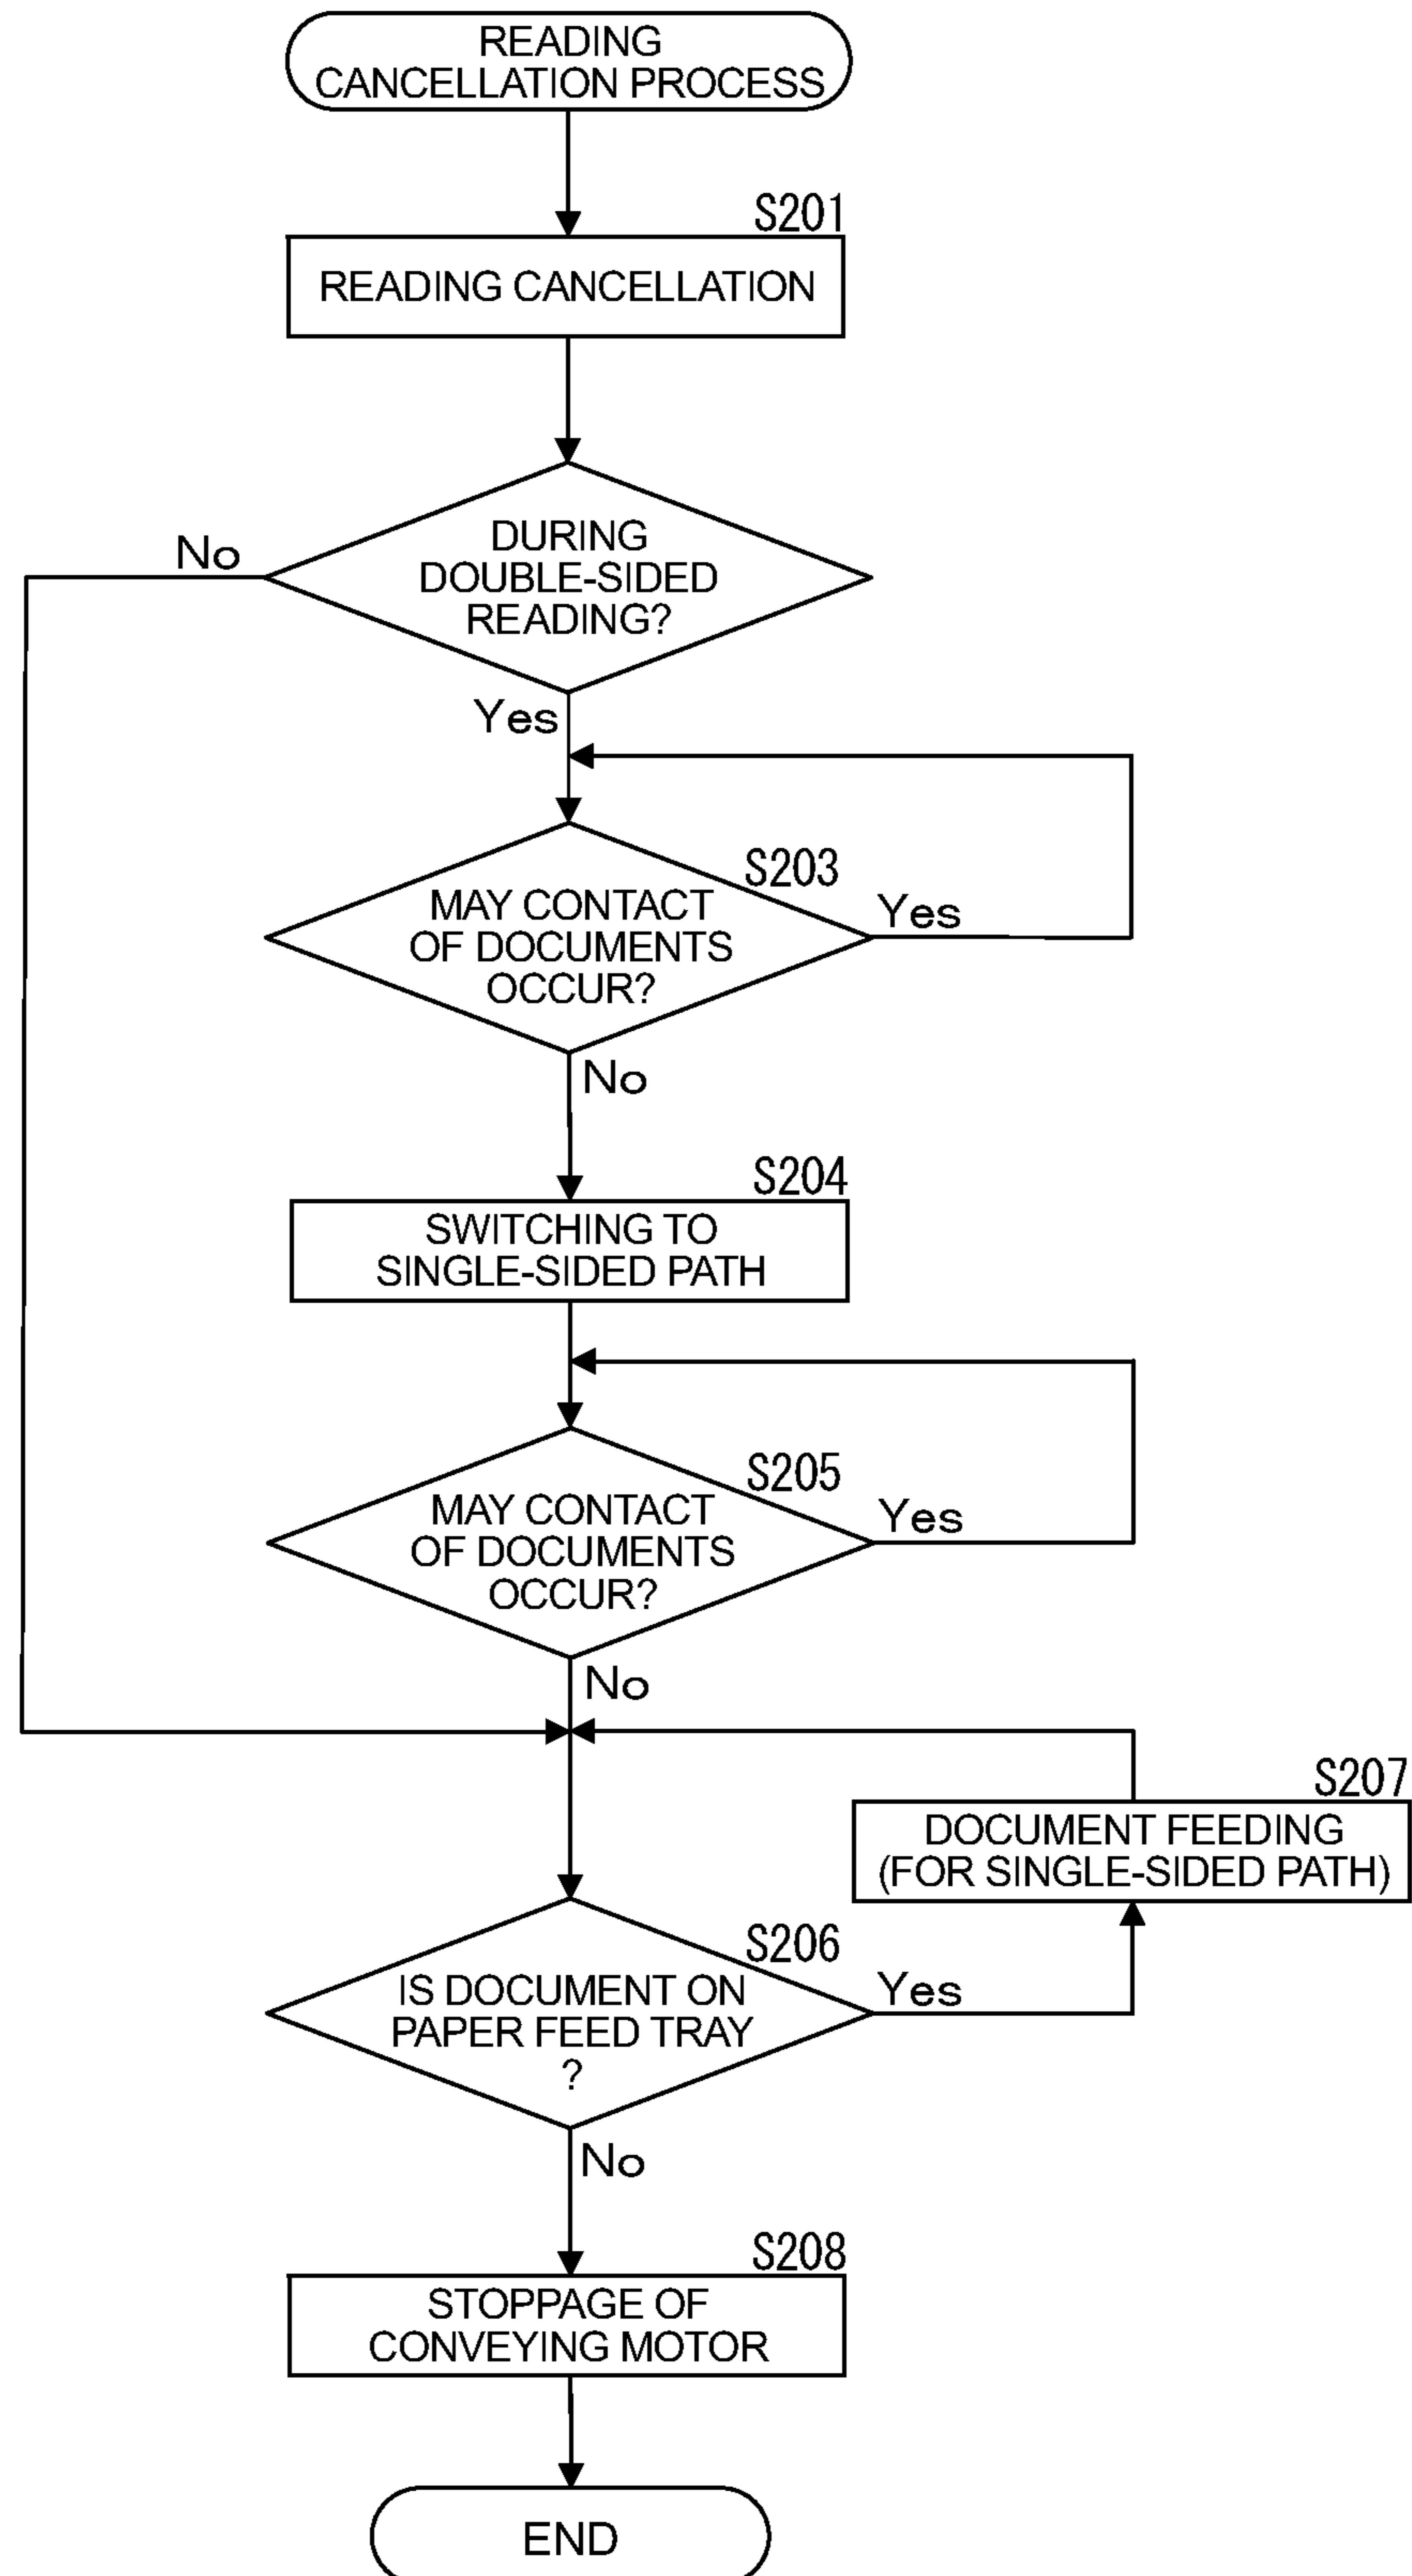 READING
CANCELLATION PROCESS
S201
READING CANCELLATION
DURING
DOUBLE-SIDED
READING?
No
Yes
S203
MAY CONTACT
OF DOCUMENTS
OCCUR?
Yes
No
S204
SWITCHING TO
SINGLE-SIDED PATH
S205
MAY CONTACT
OF DOCUMENTS
OCCUR?
Yes
No
S207
DOCUMENT FEEDING
(FOR SINGLE-SIDED PATH)
S206
IS DOCUMENT ON
PAPER FEED TRAY
?
Yes
No
S208
STOPPAGE OF
CONVEYING MOTOR
END